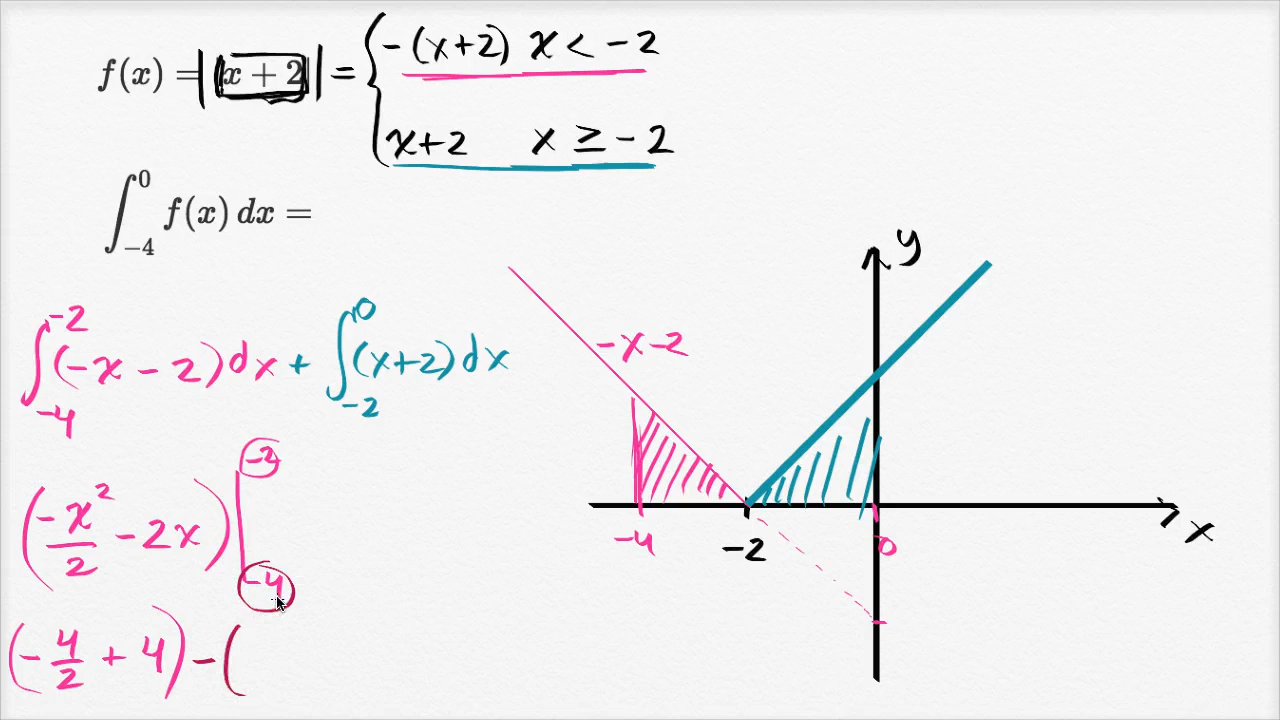 f(x) = |x + 2| = { -(x+2) x < -2
x+2 x ≥ -2
∫_{-4}^{0} f(x) dx =
y
∫_{-4}^{-2} (-x - 2) dx + ∫_{-2}^{0} (x+2) dx
-x-2
(-x²/2 - 2x) |_{-4}^{-2}
-4 -2 0 x
(-4/2 + 4) - (